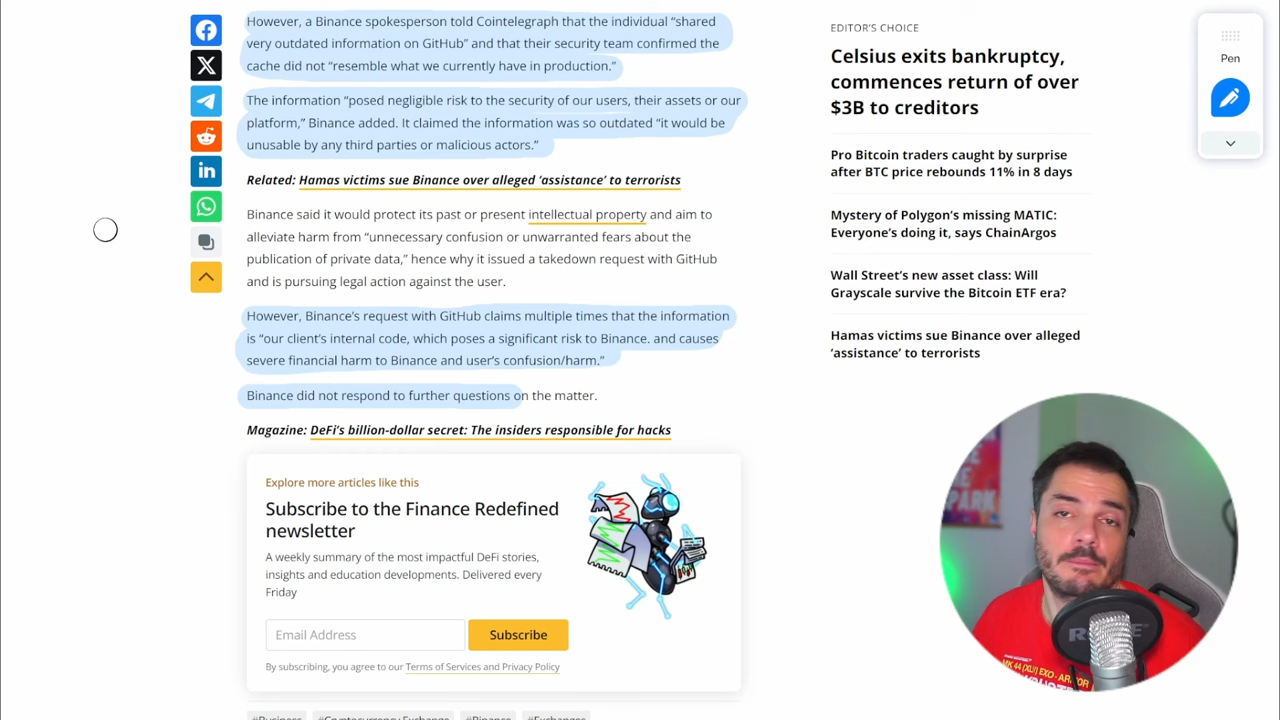 However, a Binance spokesperson told Cointelegraph that the individual “shared
very outdated information on GitHub” and that their security team confirmed the
cache did not “resemble what we currently have in production.”
The information “posed negligible risk to the security of our users, their assets or our
platform,” Binance added. It claimed the information was so outdated “it would be
unusable by any third parties or malicious actors.”
Related: Hamas victims sue Binance over alleged ‘assistance’ to terrorists
Binance said it would protect its past or present intellectual property and aim to
alleviate harm from “unnecessary confusion or unwarranted fears about the
publication of private data,” hence why it issued a takedown request with GitHub
and is pursuing legal action against the user.
However, Binance’s request with GitHub claims multiple times that the information
is “our client’s internal code, which poses a significant risk to Binance. and causes
severe financial harm to Binance and user’s confusion/harm.”
Binance did not respond to further questions on the matter.
Magazine: DeFi’s billion-dollar secret: The insiders responsible for hacks
Explore more articles like this
Subscribe to the Finance Redefined
newsletter
A weekly summary of the most impactful DeFi stories,
insights and education developments. Delivered every
Friday
Email Address
Subscribe
By subscribing, you agree to our Terms of Services and Privacy Policy
#Business #Cryptocurrency Exchange #Binance #Exchanges
EDITOR’S CHOICE
Celsius exits bankruptcy,
commences return of over
$3B to creditors
Pro Bitcoin traders caught by surprise
after BTC price rebounds 11% in 8 days
Mystery of Polygon’s missing MATIC:
Everyone’s doing it, says ChainArgos
Wall Street’s new asset class: Will
Grayscale survive the Bitcoin ETF era?
Hamas victims sue Binance over alleged
‘assistance’ to terrorists
Pen